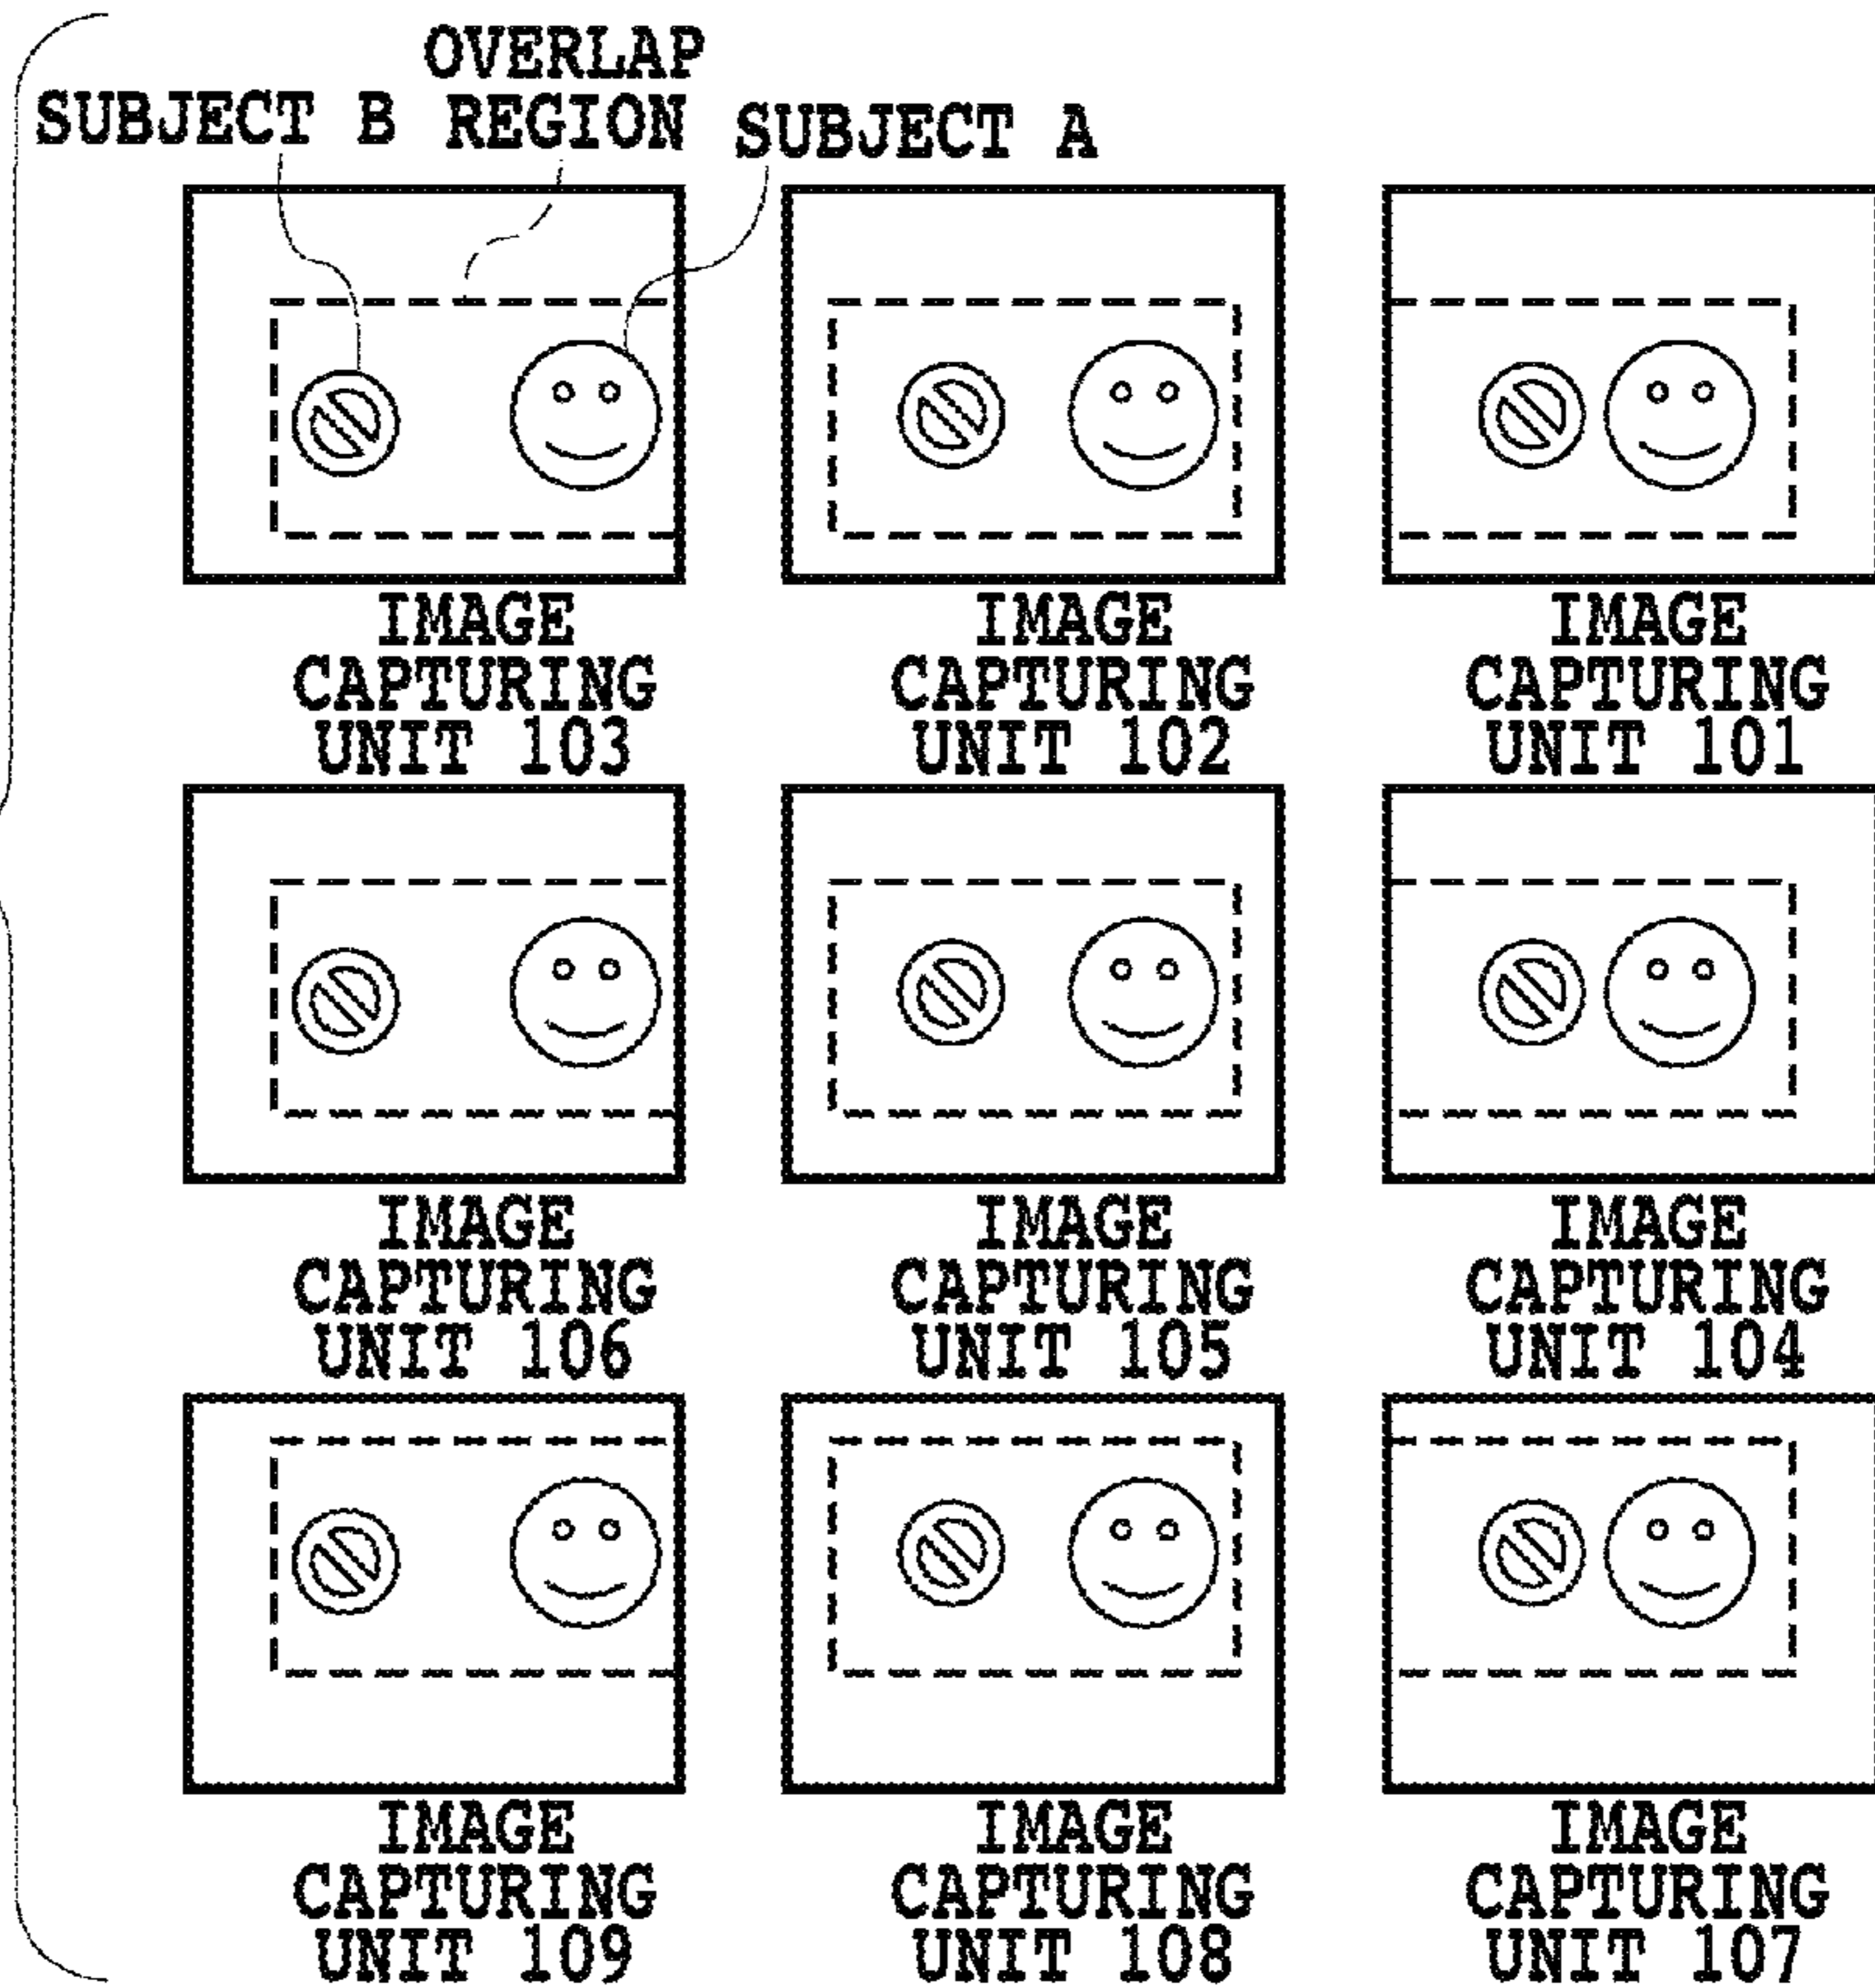 OVERLAP
SUBJECT B REGION SUBJECT A
IMAGE
CAPTURING
UNIT 103
IMAGE
CAPTURING
UNIT 102
IMAGE
CAPTURING
UNIT 101
IMAGE
CAPTURING
UNIT 106
IMAGE
CAPTURING
UNIT 105
IMAGE
CAPTURING
UNIT 104
IMAGE
CAPTURING
UNIT 109
IMAGE
CAPTURING
UNIT 108
IMAGE
CAPTURING
UNIT 107